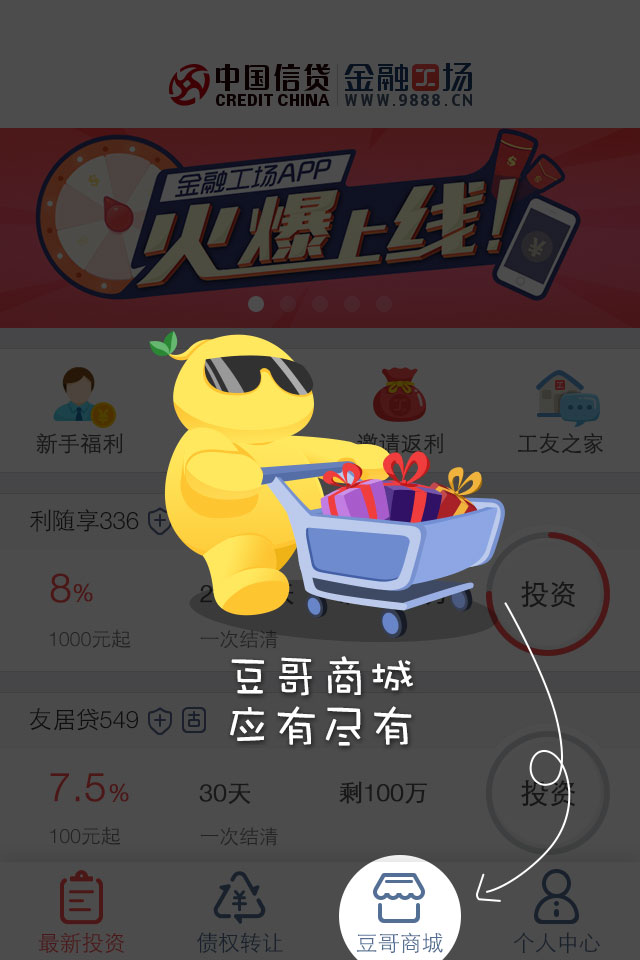 中国信贷 金融工场
CREDIT CHINA WWW.9888.CN
金融工场APP
火爆上线!
新手福利 邀请返利 工友之家
利随享336
8% 投资
1000元起 一次结清
豆哥商城
应有尽有
友居贷549
7.5% 30天 剩100万 投资
100元起 一次结清
最新投资 债权转让 豆哥商城 个人中心